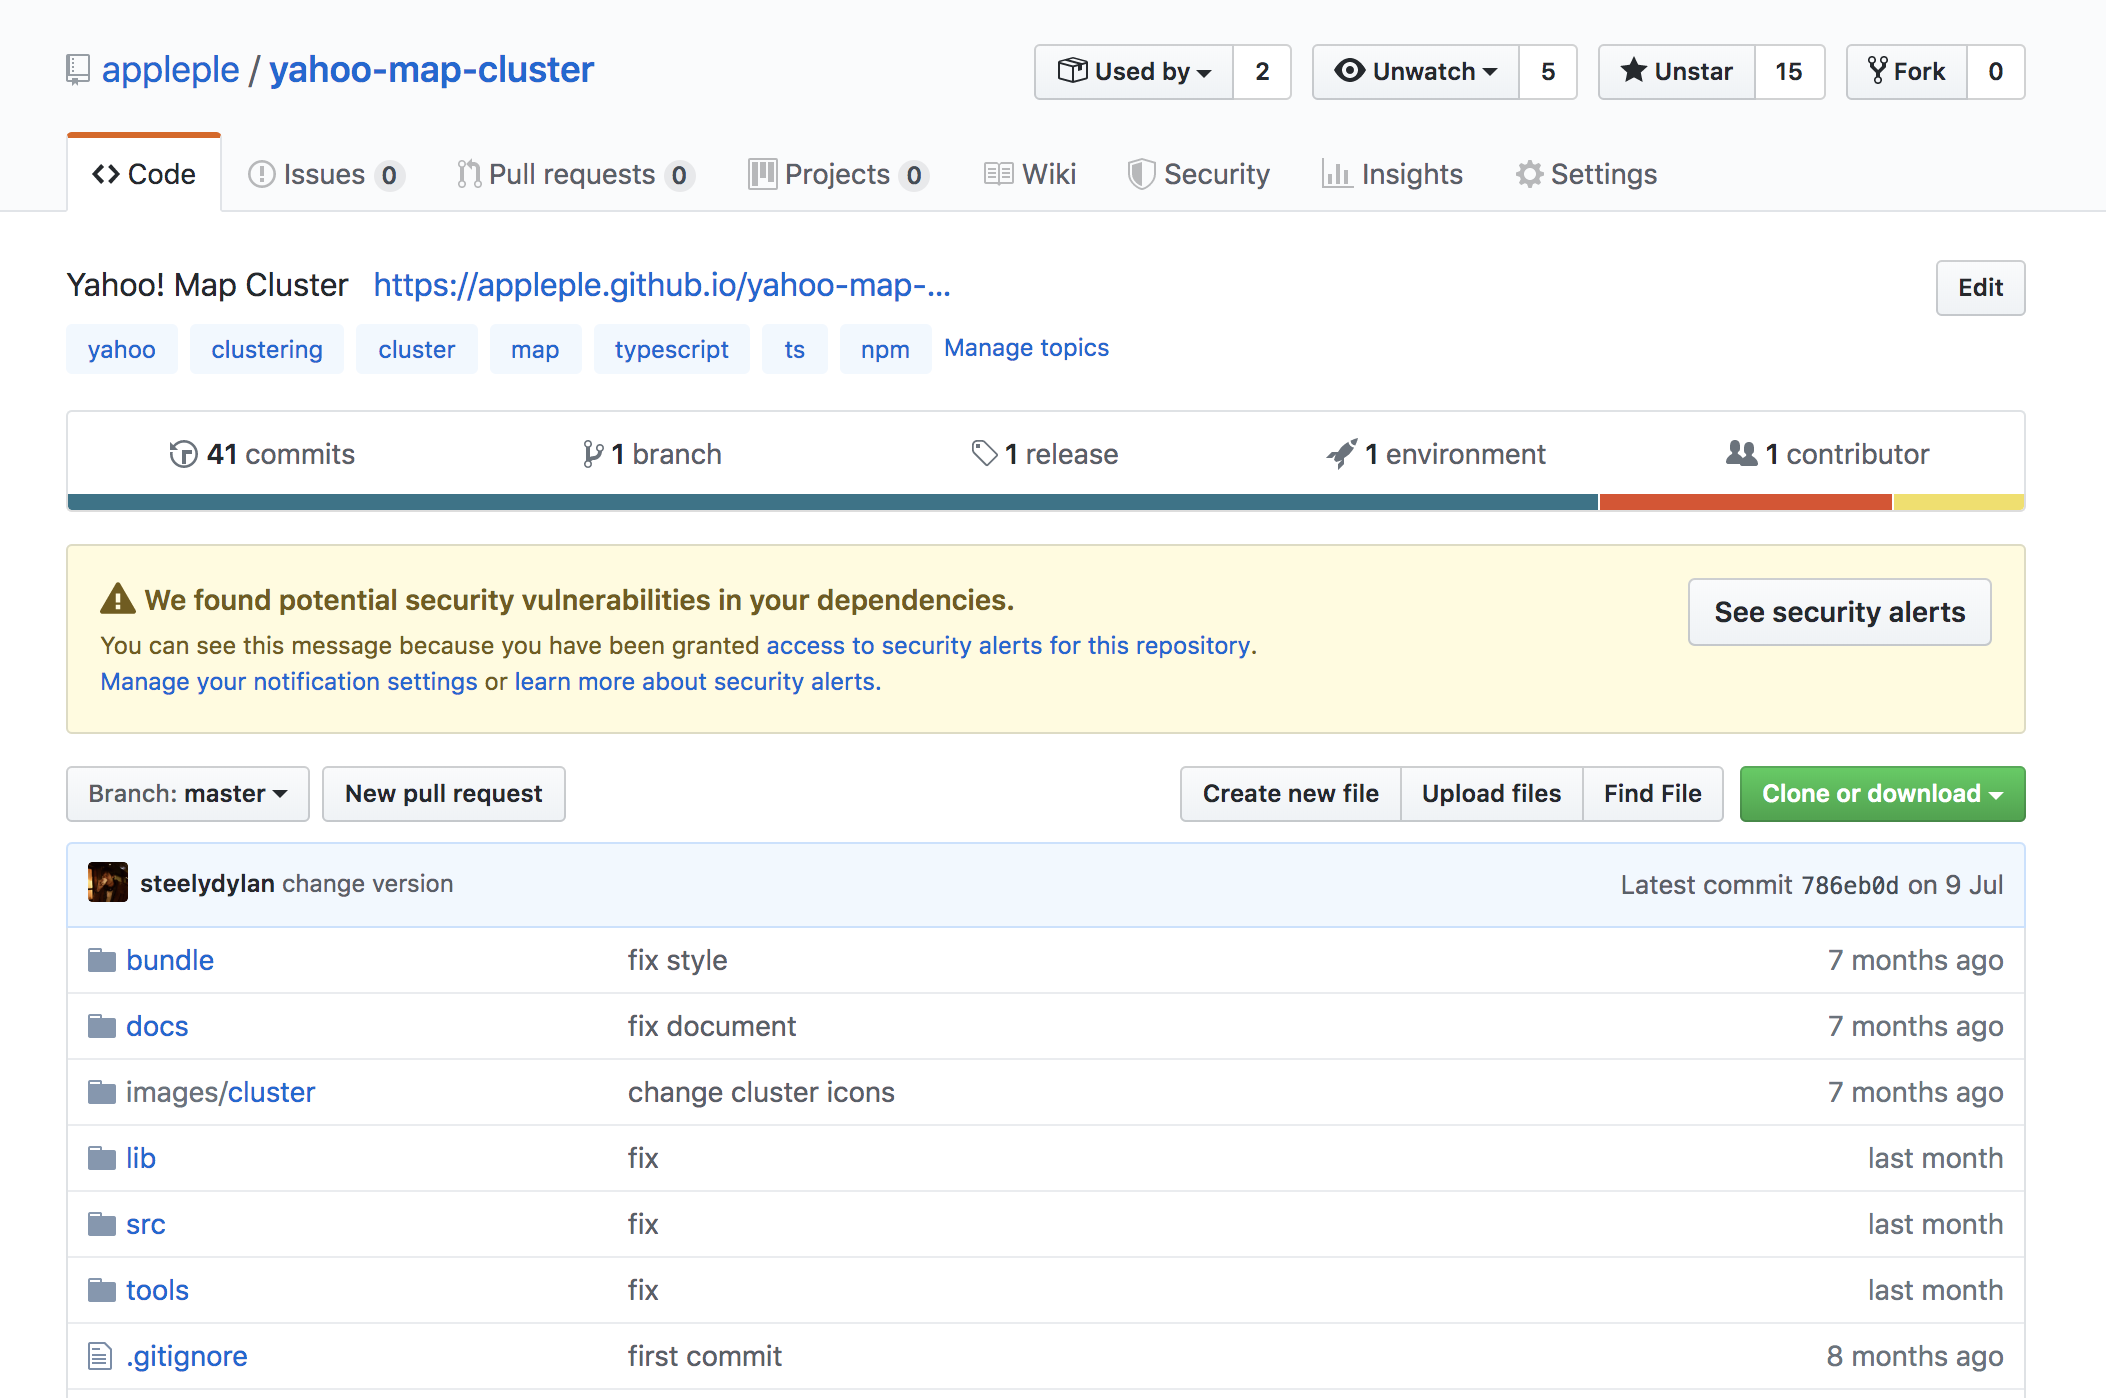 appleple / yahoo-map-cluster
Used by 2 Unwatch 5 Unstar 15 Fork 0
Code Issues 0 Pull requests 0 Projects 0 Wiki Security Insights Settings
Yahoo! Map Cluster https://appleple.github.io/yahoo-map-...
Edit
yahoo clustering cluster map typescript ts npm Manage topics
41 commits 1 branch 1 release 1 environment 1 contributor
We found potential security vulnerabilities in your dependencies.
See security alerts
You can see this message because you have been granted access to security alerts for this repository.
Manage your notification settings or learn more about security alerts.
Branch: master New pull request Create new file Upload files Find File Clone or download
steelydylan change version Latest commit 786eb0d on 9 Jul
bundle fix style 7 months ago
docs fix document 7 months ago
images/cluster change cluster icons 7 months ago
lib fix last month
src fix last month
tools fix last month
.gitignore first commit 8 months ago